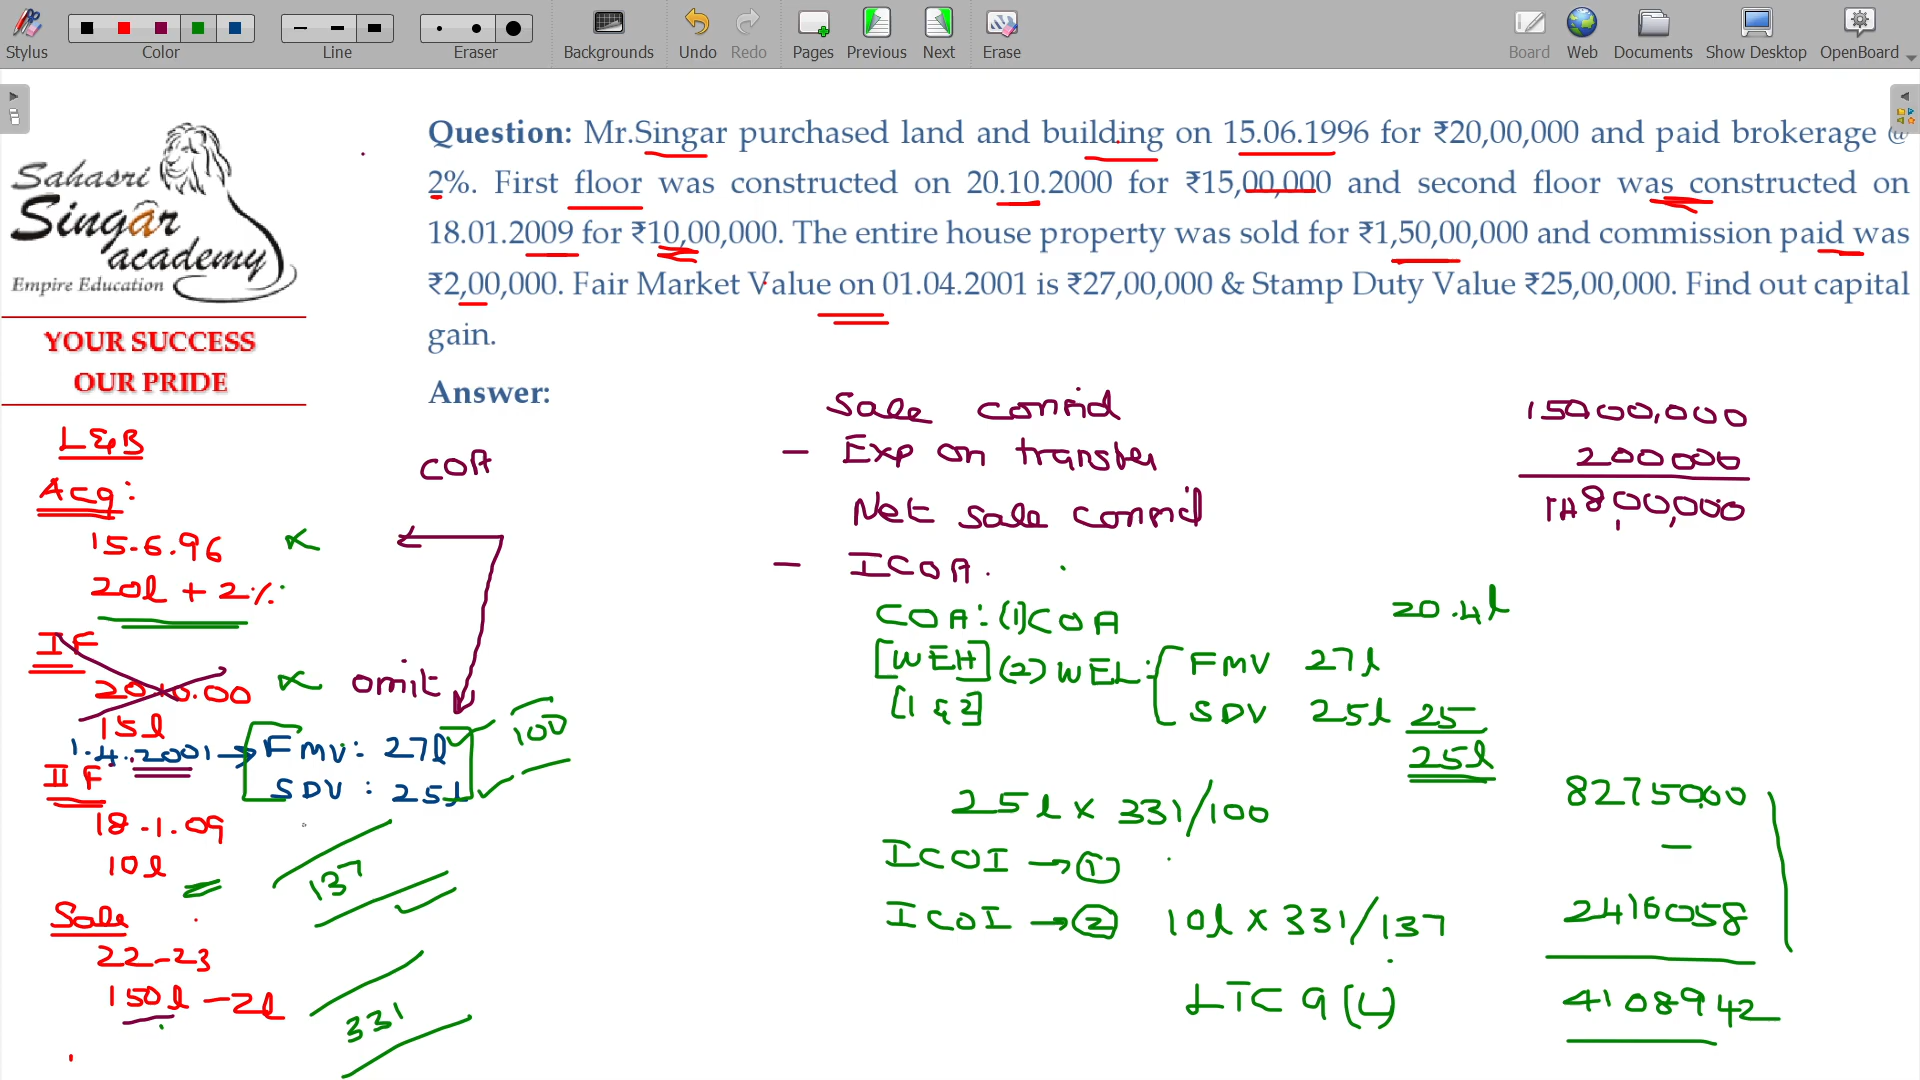 Stylus
Color
Line
Eraser
Backgrounds
Undo
Redo
Pages
Previous
Next
Erase
Board
Web
Documents
Show Desktop
OpenBoard
Sahasri
Singar
academy
Empire Education
YOUR SUCCESS
OUR PRIDE
Question: Mr.Singar purchased land and building on 15.06.1996 for ₹20,00,000 and paid brokerage @
2%. First floor was constructed on 20.10.2000 for ₹15,00,000 and second floor was constructed on
18.01.2009 for ₹10,00,000. The entire house property was sold for ₹1,50,00,000 and commission paid was
₹2,00,000. Fair Market Value on 01.04.2001 is ₹27,00,000 & Stamp Duty Value ₹25,00,000. Find out capital
gain.
Answer:
L&B
Acq:
15-6.96
20l + 2%
I F
20.10.00
15l
1.4.2001 → FMV: 27l
SDV : 25l
II F
18-1.09
10l
Sale
22-23
150l - 2l
COA
omit
100
137
331
Sale consid 15000,000
- Exp on transfer 200000
Net sale consid 14800,000
- ICOA
COA: (1) COA 20.4l
[WEH] (2) WEL: FMV 27l
[1 & 2] SDV 25l 25
25l
25l x 331/100 8275000
ICOI → 1 -
ICOI → 2 10l x 331/137 2416058
LTCG (L) 4108942